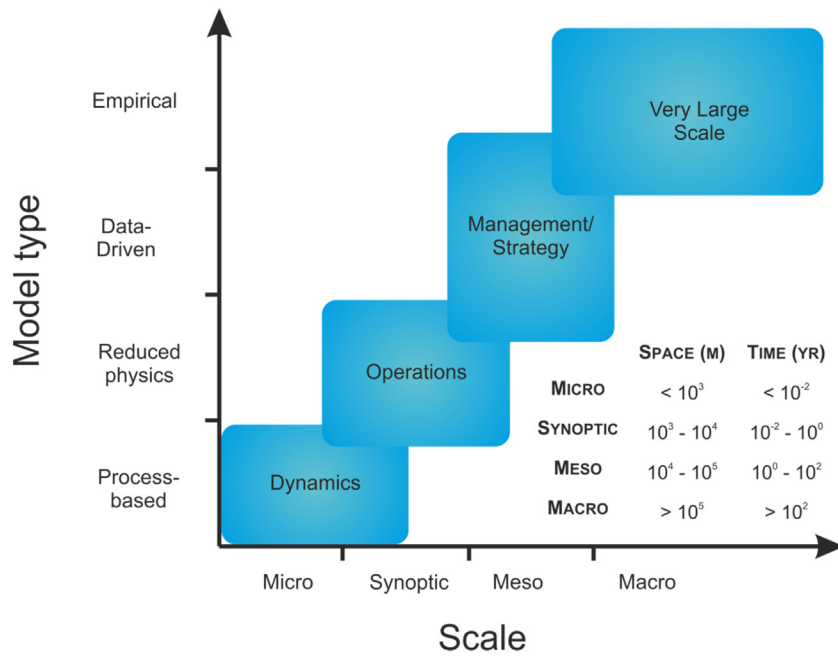 Model type
Empirical
Data-
Driven
Reduced
physics
Process-
based
Very Large
Scale
Management/
Strategy
Operations
Dynamics
SPACE (M) TIME (YR)
MICRO < 10³ < 10⁻²
SYNOPTIC 10³ - 10⁴ 10⁻² - 10⁰
MESO 10⁴ - 10⁵ 10⁰ - 10²
MACRO > 10⁵ > 10²
Micro Synoptic Meso Macro
Scale